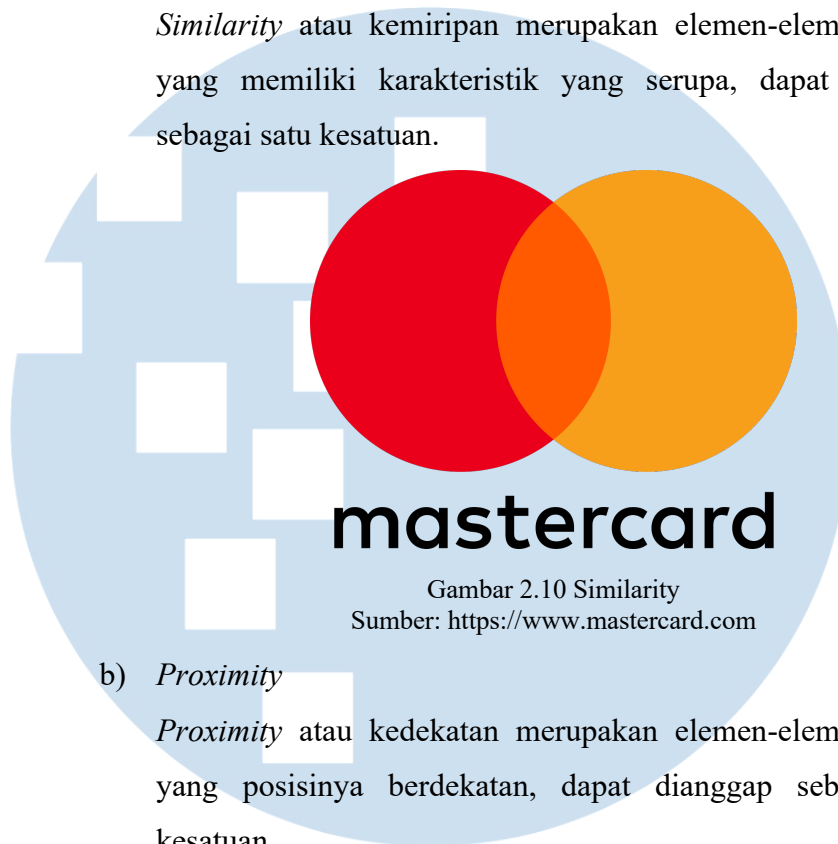 Similarity atau kemiripan merupakan elemen-elem
yang memiliki karakteristik yang serupa, dapat
sebagai satu kesatuan.
mastercard
Gambar 2.10 Similarity
Sumber: https://www.mastercard.com
b) Proximity
Proximity atau kedekatan merupakan elemen-elem
yang posisinya berdekatan, dapat dianggap seb
kesatuan